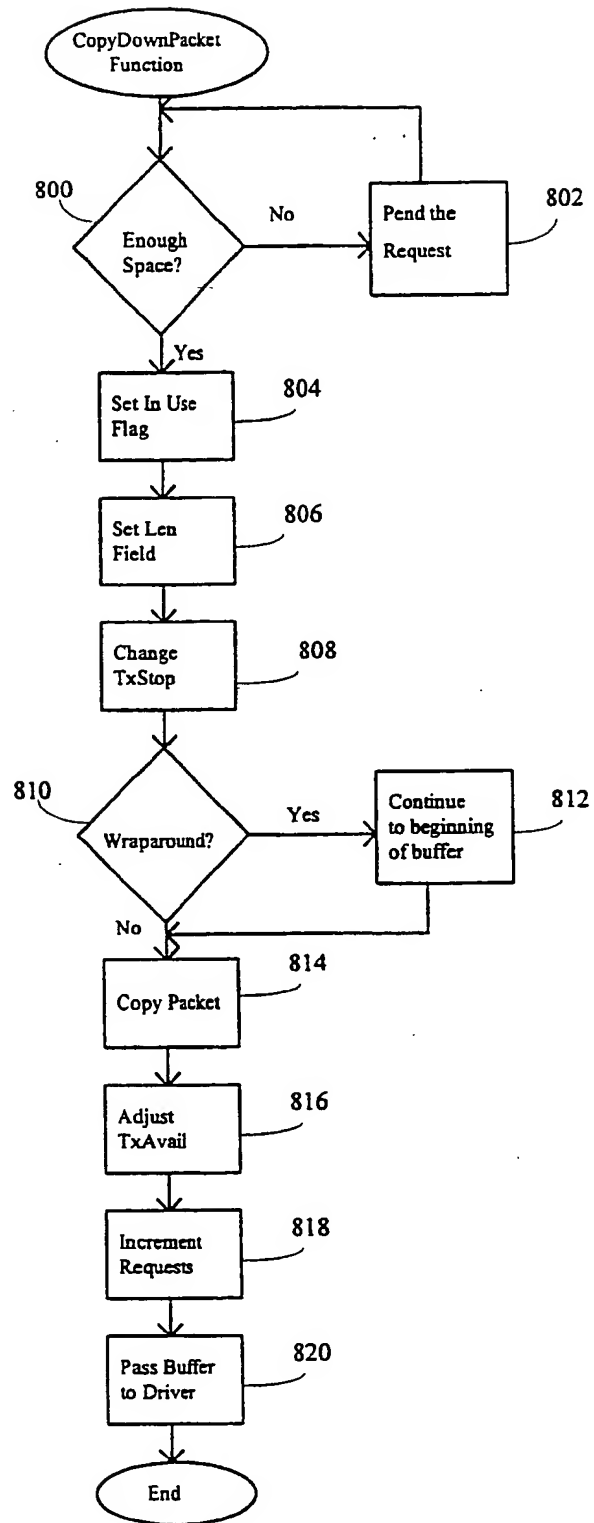 CopyDownPacket
Function
800
Enough
Space?
No
Pend the
Request
802
Yes
Set In Use
Flag
804
Set Len
Field
806
Change
TxStop
808
810
Wraparound?
Yes
Continue
to beginning
of buffer
812
No
Copy Packet
814
Adjust
TxAvail
816
Increment
Requests
818
Pass Buffer
to Driver
820
End